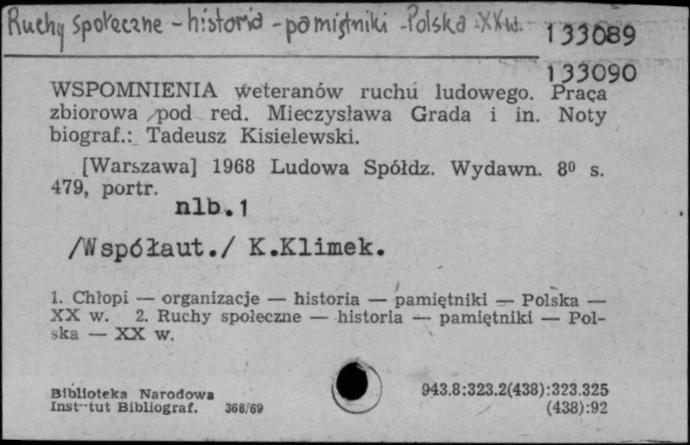 Ruchy społeczne - historia - pamiętniki - Polska XX w. 133089
133090
WSPOMNIENIA weteranów ruchu ludowego. Praca
zbiorowa pod red. Mieczysława Grada i in. Noty
biograf.: Tadeusz Kisielewski.
[Warszawa] 1968 Ludowa Spółdz. Wydawn. 8⁰ s.
479, portr.
nlb.1
/Współaut./ K.Klimek.
1. Chłopi — organizacje — historia — pamiętniki — Polska —
XX w. 2. Ruchy społeczne — historia — pamiętniki — Pol-
ska — XX w.
Biblioteka Narodowa 943.8:323.2(438):323.325
Inst tut Bibliograf. 368/69 (438):92